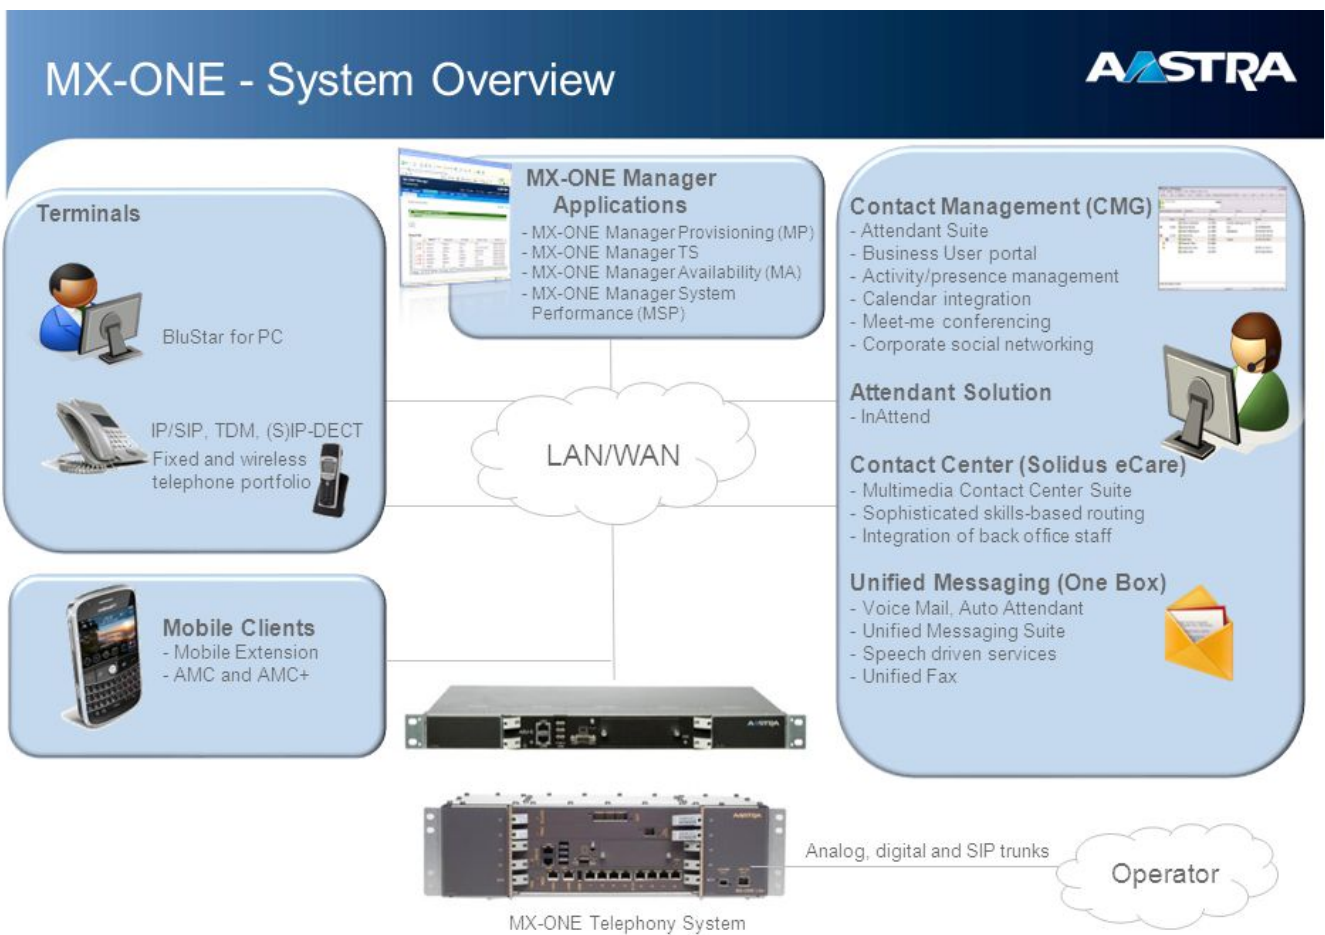 MX-ONE - System Overview
AASTRA
Terminals
BluStar for PC
IP/SIP, TDM, (S)IP-DECT
Fixed and wireless
telephone portfolio
Mobile Clients
- Mobile Extension
- AMC and AMC+
MX-ONE Manager
Applications
- MX-ONE Manager Provisioning (MP)
- MX-ONE Manager TS
- MX-ONE Manager Availability (MA)
- MX-ONE Manager System
Performance (MSP)
LAN/WAN
Contact Management (CMG)
- Attendant Suite
- Business User portal
- Activity/presence management
- Calendar integration
- Meet-me conferencing
- Corporate social networking
Attendant Solution
- InAttend
Contact Center (Solidus eCare)
- Multimedia Contact Center Suite
- Sophisticated skills-based routing
- Integration of back office staff
Unified Messaging (One Box)
- Voice Mail, Auto Attendant
- Unified Messaging Suite
- Speech driven services
- Unified Fax
AASTRA
AASTRA
MX-ONE Telephony System
Analog, digital and SIP trunks
Operator